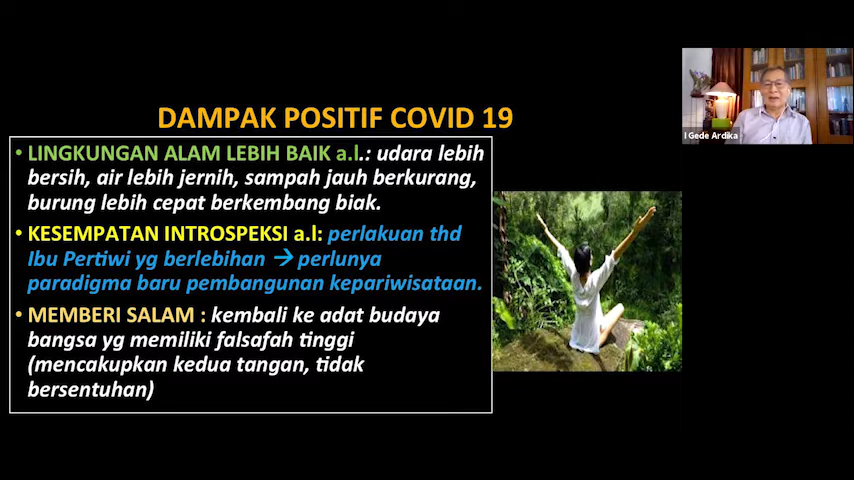 DAMPAK POSITIF COVID 19
• LINGKUNGAN ALAM LEBIH BAIK a.l.: udara lebih
bersih, air lebih jernih, sampah jauh berkurang,
burung lebih cepat berkembang biak.
• KESEMPATAN INTROSPEKSI a.l: perlakuan thd
Ibu Pertiwi yg berlebihan → perlunya
paradigma baru pembangunan kepariwisataan.
• MEMBERI SALAM : kembali ke adat budaya
bangsa yg memiliki falsafah tinggi
(mencakupkan kedua tangan, tidak
bersentuhan)
I Gede Ardika